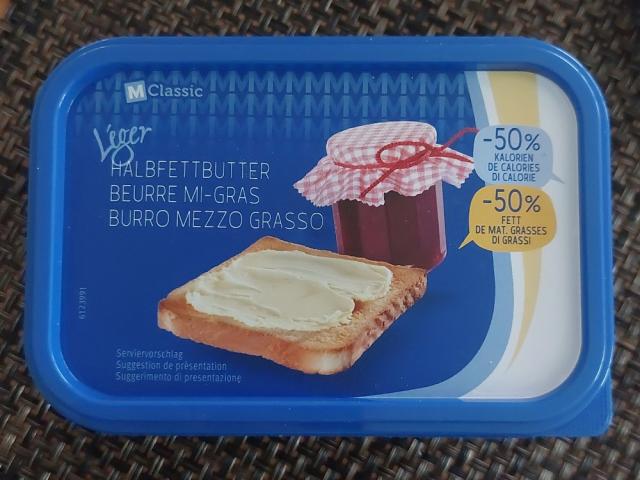 M Classic
Léger
HALBFETTBUTTER
BEURRE MI-GRAS
BURRO MEZZO GRASSO
-50%
KALORIEN
DE CALORIES
DI CALORIE
-50%
FETT
DE MAT. GRASSES
DI GRASSI
6123991
Serviervorschlag
Suggestion de présentation
Suggerimento di presentazione